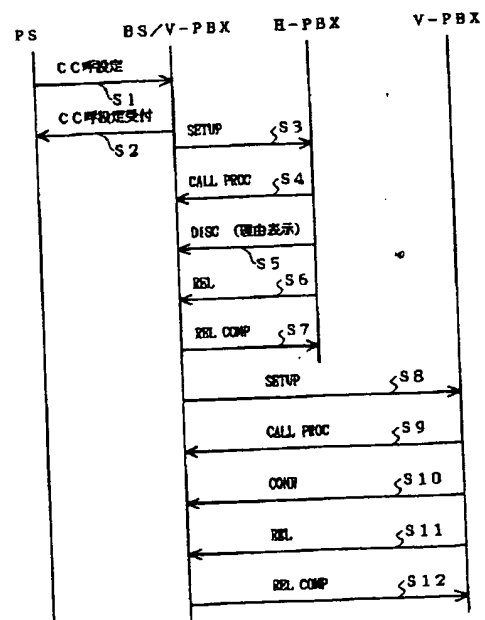 PS
BS/V-PBX
H-PBX
V-PBX
CC呼設定
S1
CC呼設定受付
S2
SETUP
S3
CALL PROC
S4
DISC (理由表示)
S5
REL
S6
REL COMP
S7
SETUP
S8
CALL PROC
S9
CONN
S10
REL
S11
REL COMP
S12